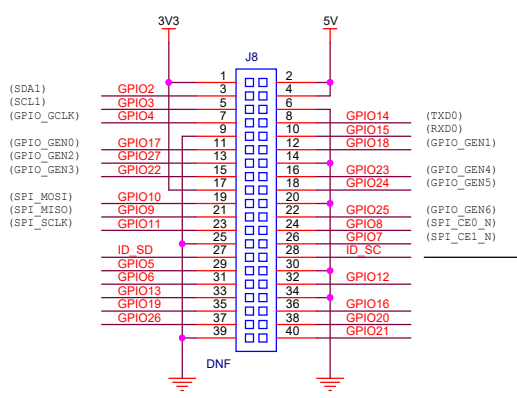 3V3 5V
J8
1 2
(SDA1) GPIO2 3 4
(SCL1) GPIO3 5 6
(GPIO_GCLK) GPIO4 7 8 GPIO14 (TXD0)
9 10 GPIO15 (RXD0)
(GPIO_GEN0) GPIO17 11 12 GPIO18 (GPIO_GEN1)
(GPIO_GEN2) GPIO27 13 14
(GPIO_GEN3) GPIO22 15 16 GPIO23 (GPIO_GEN4)
17 18 GPIO24 (GPIO_GEN5)
(SPI_MOSI) GPIO10 19 20
(SPI_MISO) GPIO9 21 22 GPIO25 (GPIO_GEN6)
(SPI_SCLK) GPIO11 23 24 GPIO8 (SPI_CE0_N)
25 26 GPIO7 (SPI_CE1_N)
ID_SD 27 28 ID_SC
GPIO5 29 30
GPIO6 31 32 GPIO12
GPIO13 33 34
GPIO19 35 36 GPIO16
GPIO26 37 38 GPIO20
39 40 GPIO21
DNF